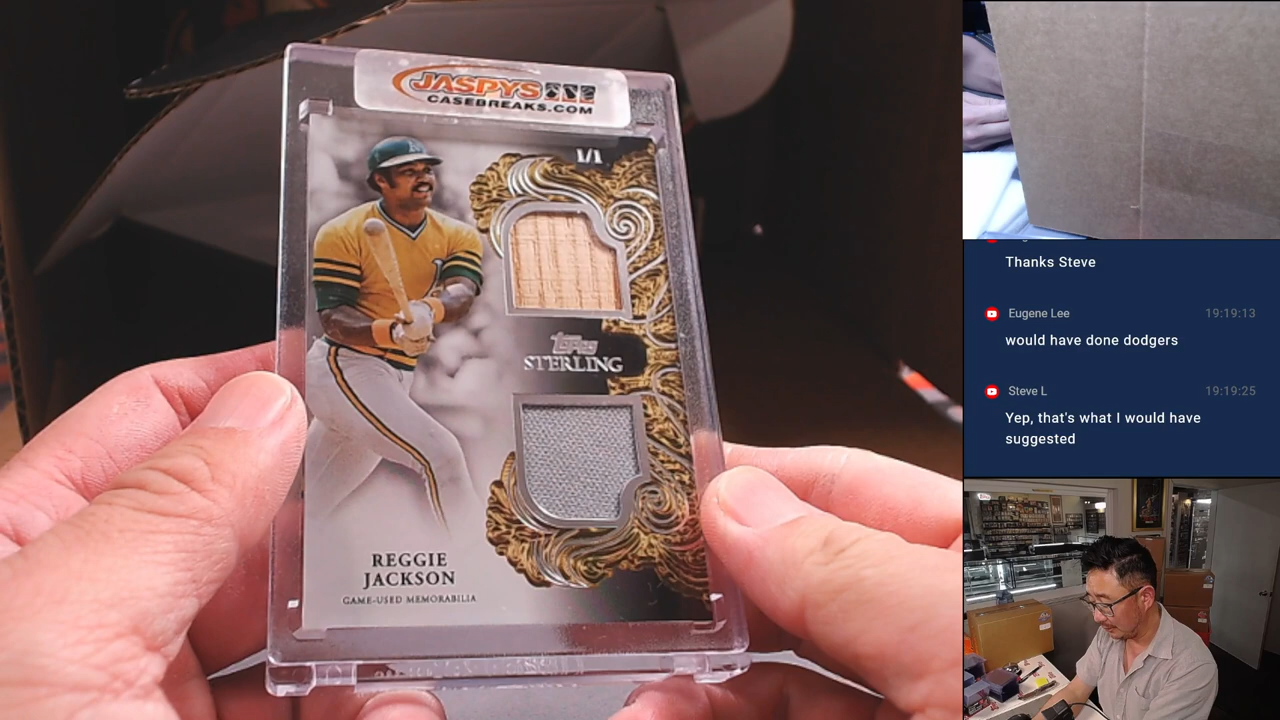 JASPYS
CASEBREAKS.COM
1/1
topps
STERLING
REGGIE
JACKSON
GAME-USED MEMORABILIA
Thanks Steve
Eugene Lee 19:19:13
would have done dodgers
Steve L 19:19:25
Yep, that's what I would have
suggested